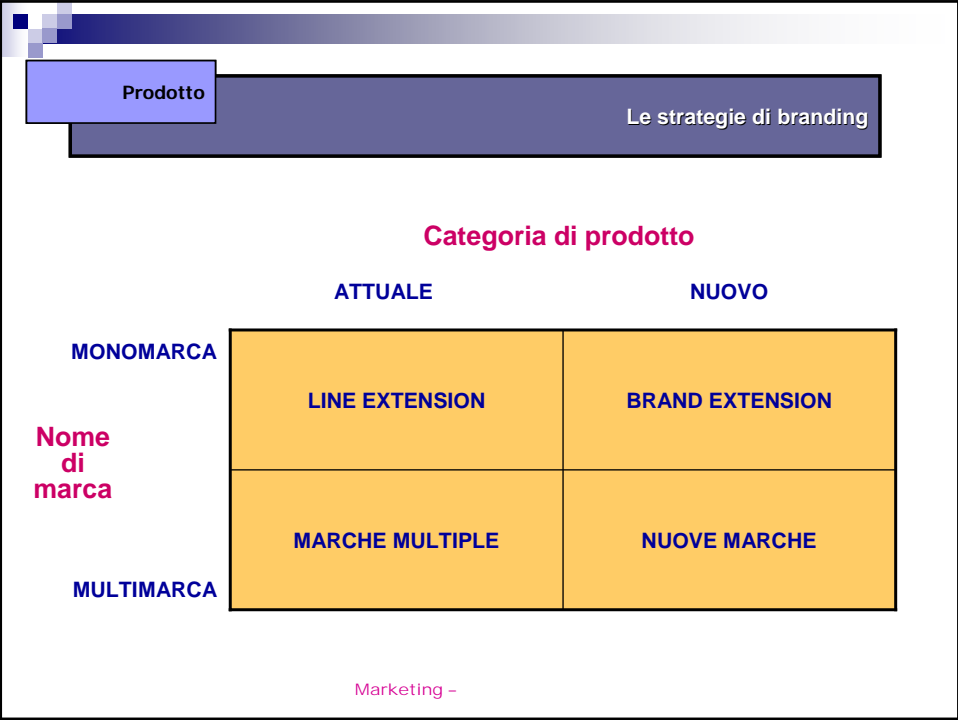 Prodotto
Le strategie di branding
Categoria di prodotto
ATTUALE NUOVO
MONOMARCA
LINE EXTENSION BRAND EXTENSION
Nome
di
marca
MARCHE MULTIPLE NUOVE MARCHE
MULTIMARCA
Marketing –